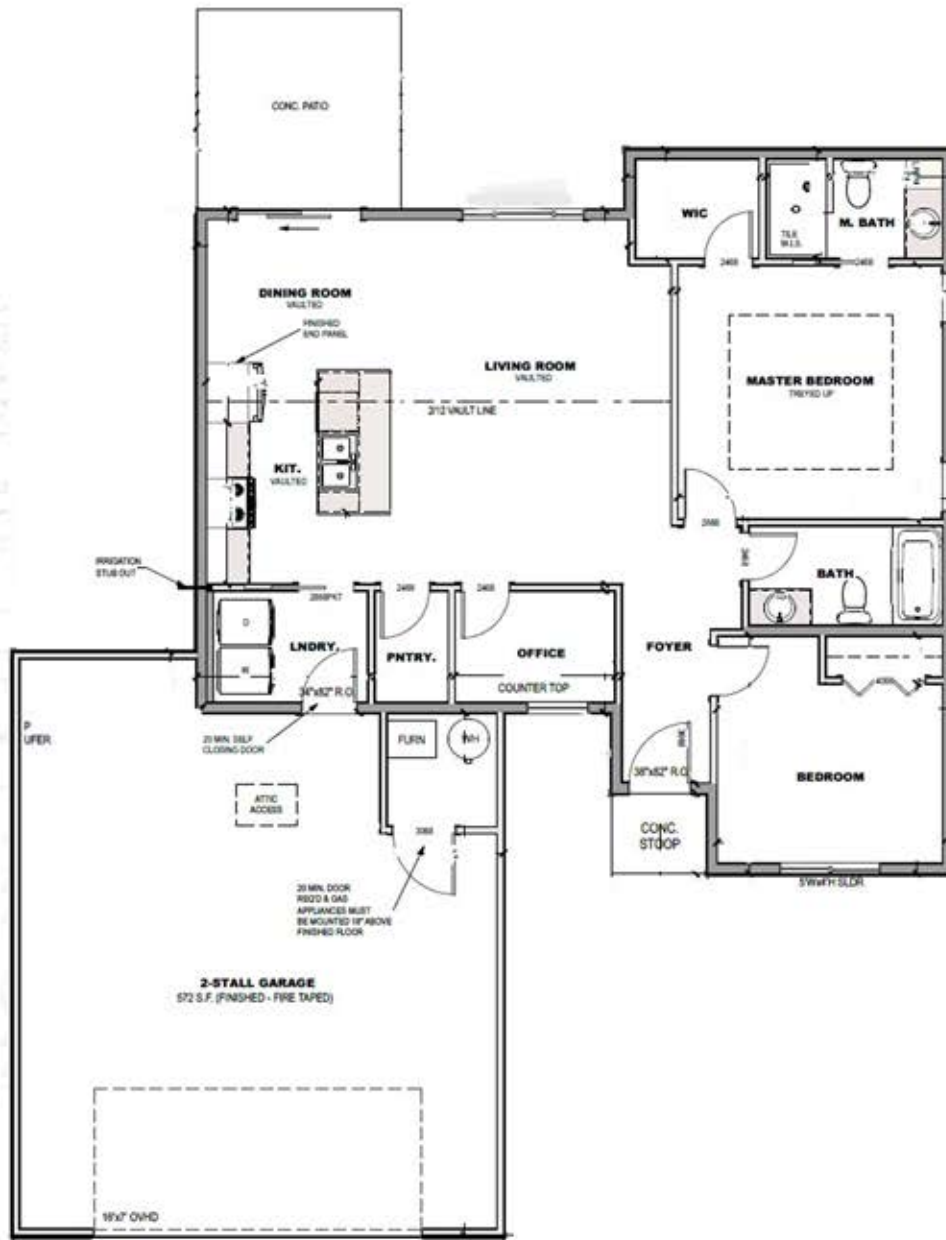 CONC. PATIO
WIC
M. BATH
TILE
2468
2468
DINING ROOM
VAULTED
FINISHED
END PANEL
LIVING ROOM
VAULTED
MASTER BEDROOM
TREYED UP
2/12 VAULT LINE
KIT.
VAULTED
IRRIGATION
STUB OUT
2468
2468
BATH
D
W
LNDRY.
PNTRY.
OFFICE
FOYER
COUNTER TOP
34"x82" R.O
P
UFER
20 MIN. SELF
CLOSING DOOR
FURN
WH
38"x82" R.O
BEDROOM
ATTIC
ACCESS
CONC.
STOOP
3068
5'Wx4'H SLDR.
20 MIN. DOOR
REQ'D & GAS
APPLIANCES MUST
BE MOUNTED 18" ABOVE
FINISHED FLOOR
2-STALL GARAGE
572 S.F. (FINISHED - FIRE TAPED)
16'x7' OVHD